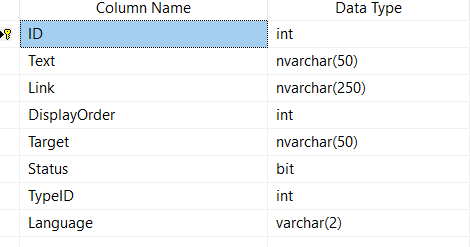 Column Name Data Type
ID int
Text nvarchar(50)
Link nvarchar(250)
DisplayOrder int
Target nvarchar(50)
Status bit
TypeID int
Language varchar(2)